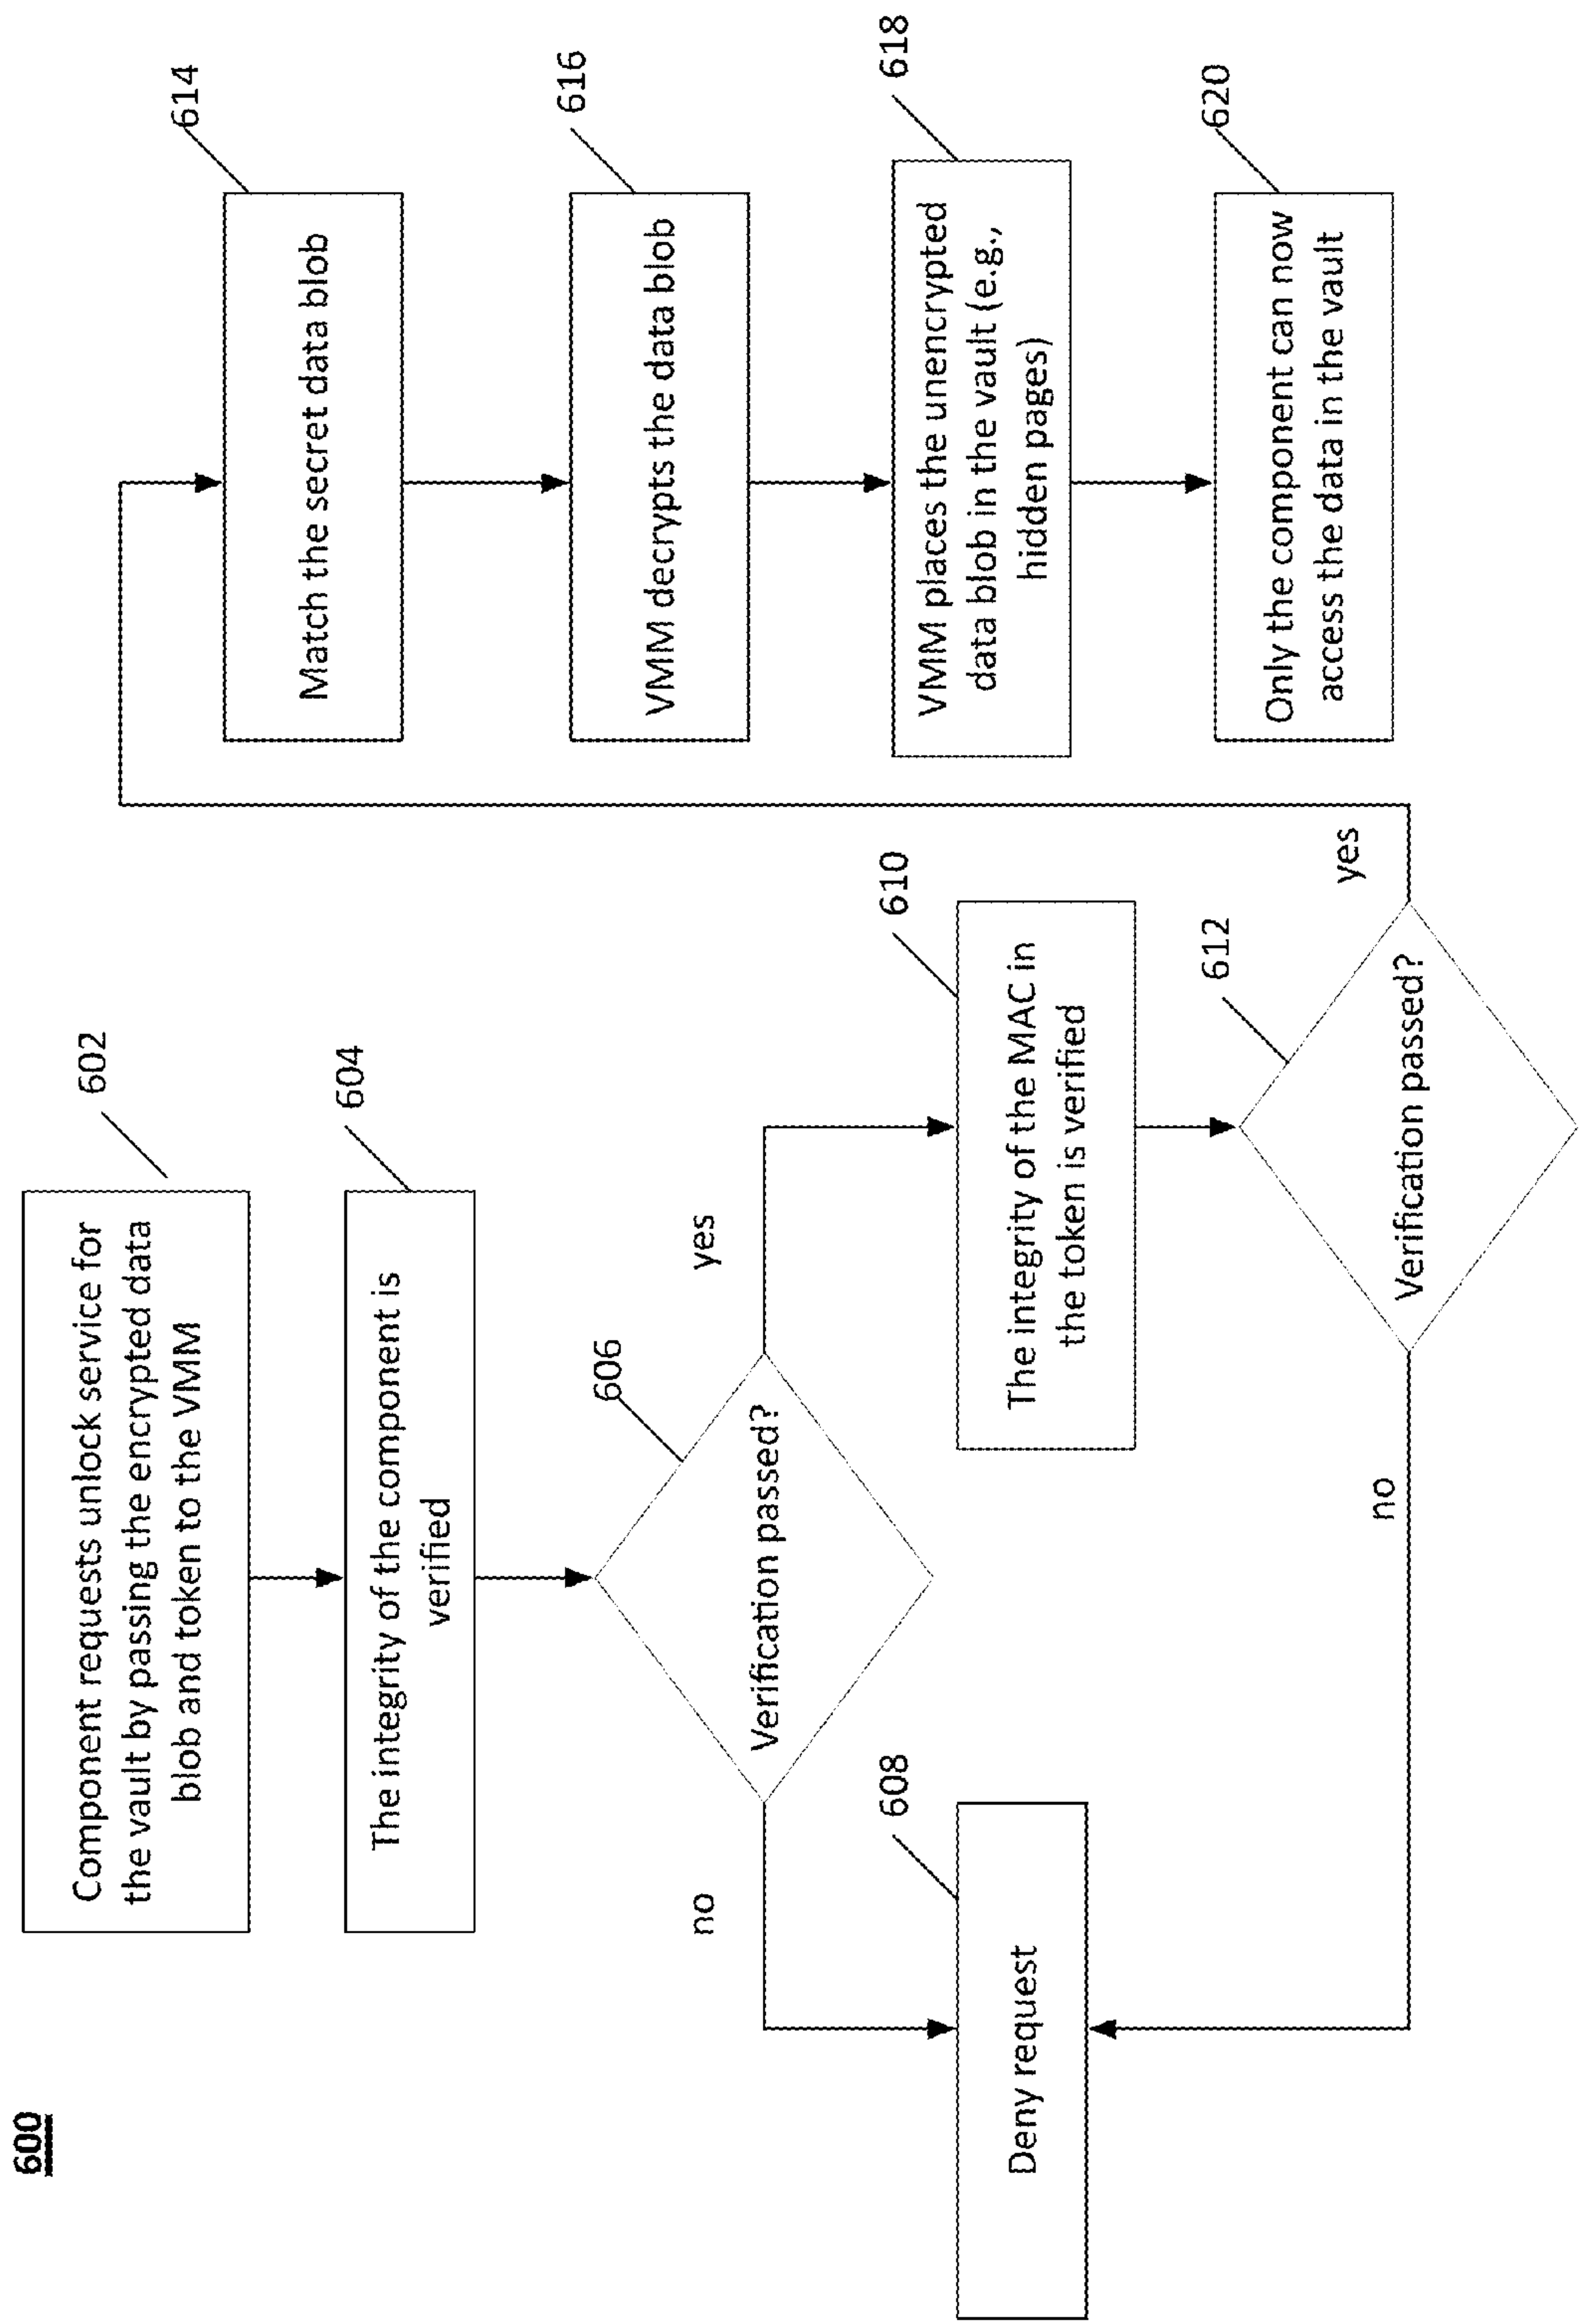 600
602
Component requests unlock service for
the vault by passing the encrypted data
blob and token to the VMM
604
The integrity of the component is
verified
606
Verification passed?
no
yes
608
Deny request
610
The integrity of the MAC in
the token is verified
612
Verification passed?
no
yes
614
Match the secret data blob
616
VMM decrypts the data blob
618
VMM places the unencrypted
data blob in the vault (e.g.,
hidden pages)
620
Only the component can now
access the data in the vault